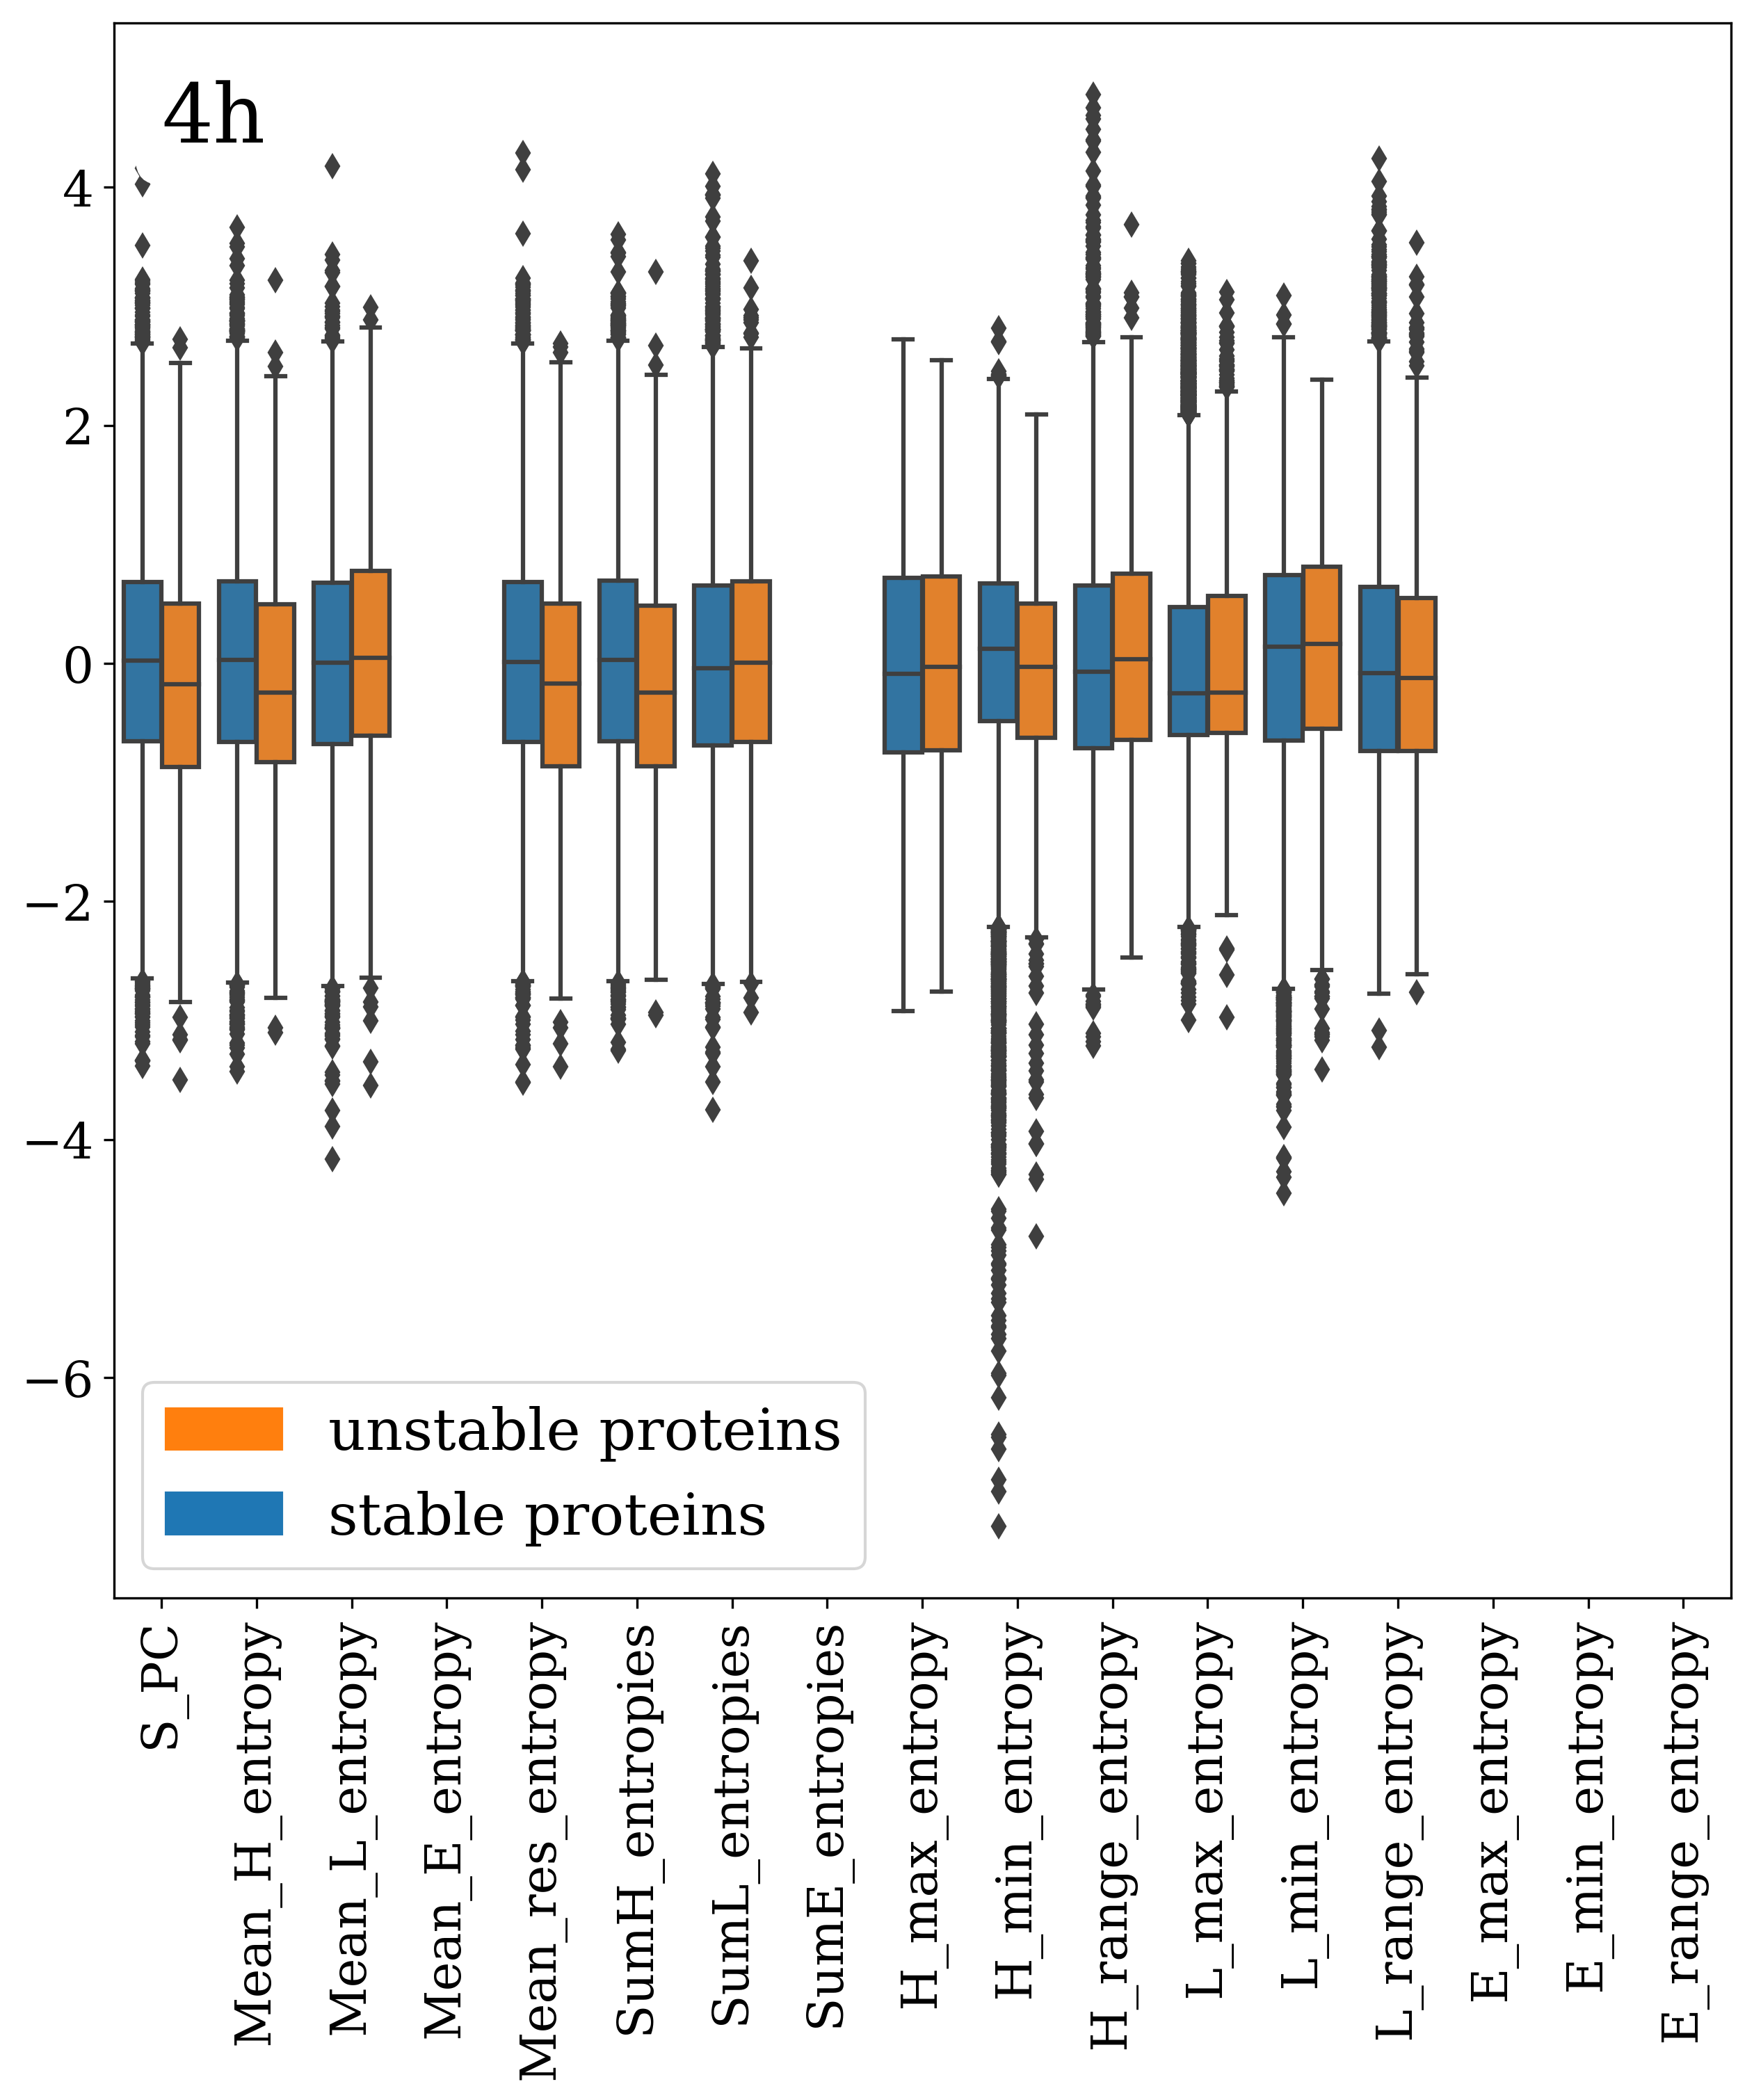 4h
4
2
0
−2
−4
−6
unstable proteins
stable proteins
S_PC
Mean_H_entropy
Mean_L_entropy
Mean_E_entropy
Mean_res_entropy
SumH_entropies
SumL_entropies
SumE_entropies
H_max_entropy
H_min_entropy
H_range_entropy
L_max_entropy
L_min_entropy
L_range_entropy
E_max_entropy
E_min_entropy
E_range_entropy